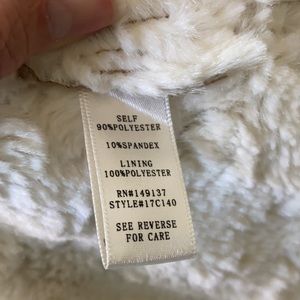 SELF
90%POLYESTER
10%SPANDEX
LINING
100%POLYESTER
RN#149137
STYLE#17C140
SEE REVERSE
FOR CARE